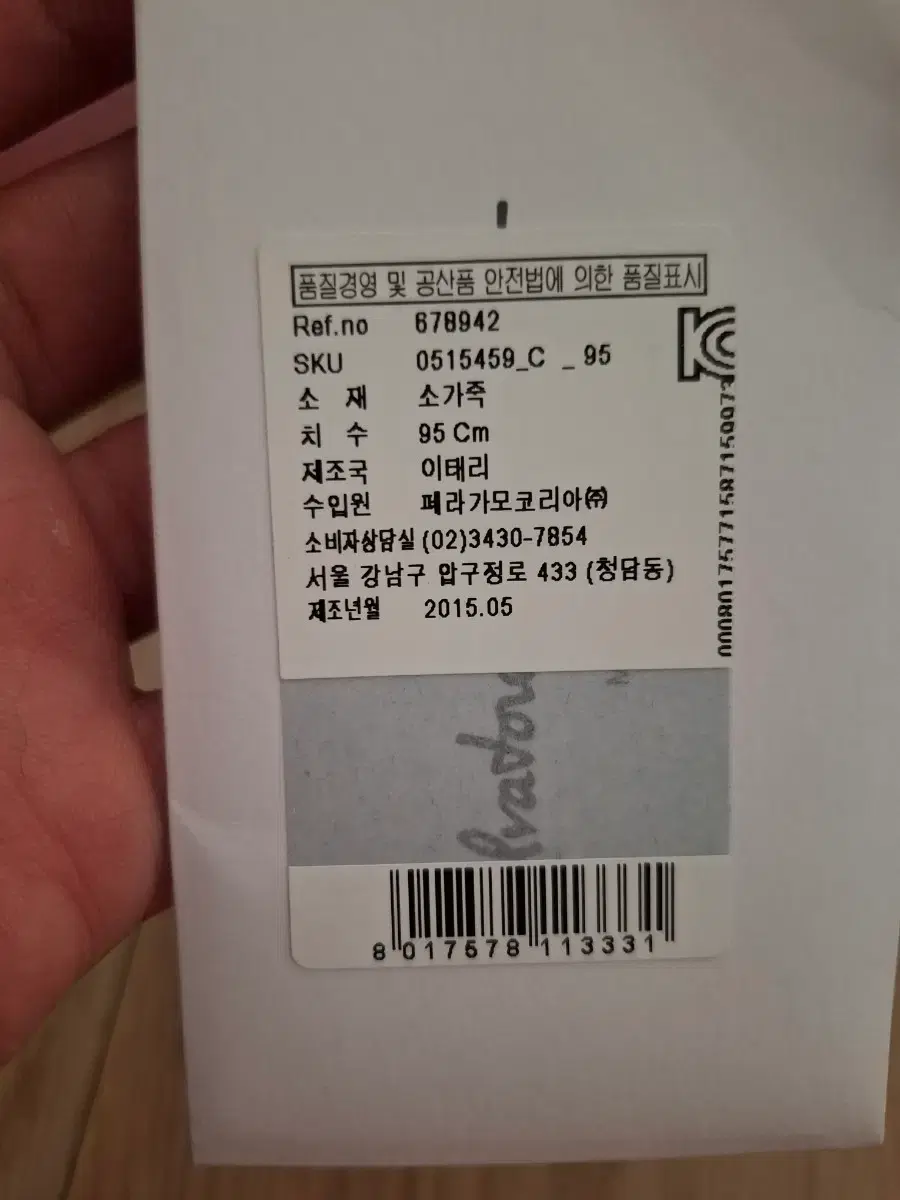 품질경영 및 공산품 안전법에 의한 품질표시
Ref.no 678942
SKU 0515459_C _ 95
소 재 소가죽
치 수 95 Cm
제조국 이태리
수입원 페라가모코리아㈜
소비자상담실 (02)3430-7854
서울 강남구 압구정로 433 (청담동)
제조년월 2015.05
8 017578 113331